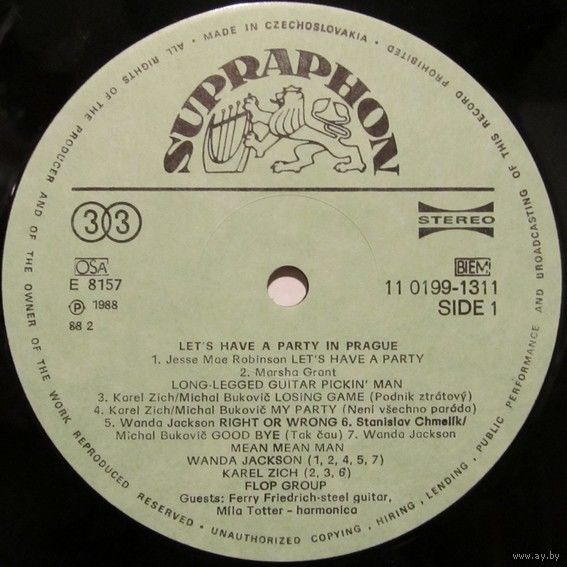 • MADE IN CZECHOSLOVAKIA •
ALL RIGHTS OF THE PRODUCER AND OF THE OWNER OF THE WORK REPRODUCED RESERVED • UNAUTHORIZED COPYING, HIRING, LENDING, PUBLIC PERFORMANCE AND BROADCASTING OF THIS RECORD PROHIBITED
SUPRAPHON
33
STEREO
OSA
BIEM
E 8157
11 0199-1311
Ⓟ 1988
SIDE 1
88 2
LET'S HAVE A PARTY IN PRAGUE
1. Jesse Mae Robinson LET'S HAVE A PARTY
2. Marsha Grant
LONG-LEGGED GUITAR PICKIN' MAN
3. Karel Zich/Michal Bukovič LOSING GAME (Podnik ztrátový)
4. Karel Zich/Michal Bukovič MY PARTY (Není všechno paráda)
5. Wanda Jackson RIGHT OR WRONG 6. Stanislav Chmelík/
Michal Bukovič GOOD BYE (Tak čau) 7. Wanda Jackson
MEAN MEAN MAN
WANDA JACKSON (1, 2, 4, 5, 7)
KAREL ZICH (2, 3, 6)
FLOP GROUP
Guests: Ferry Friedrich-steel guitar,
Míla Totter - harmonica
www.ay.by